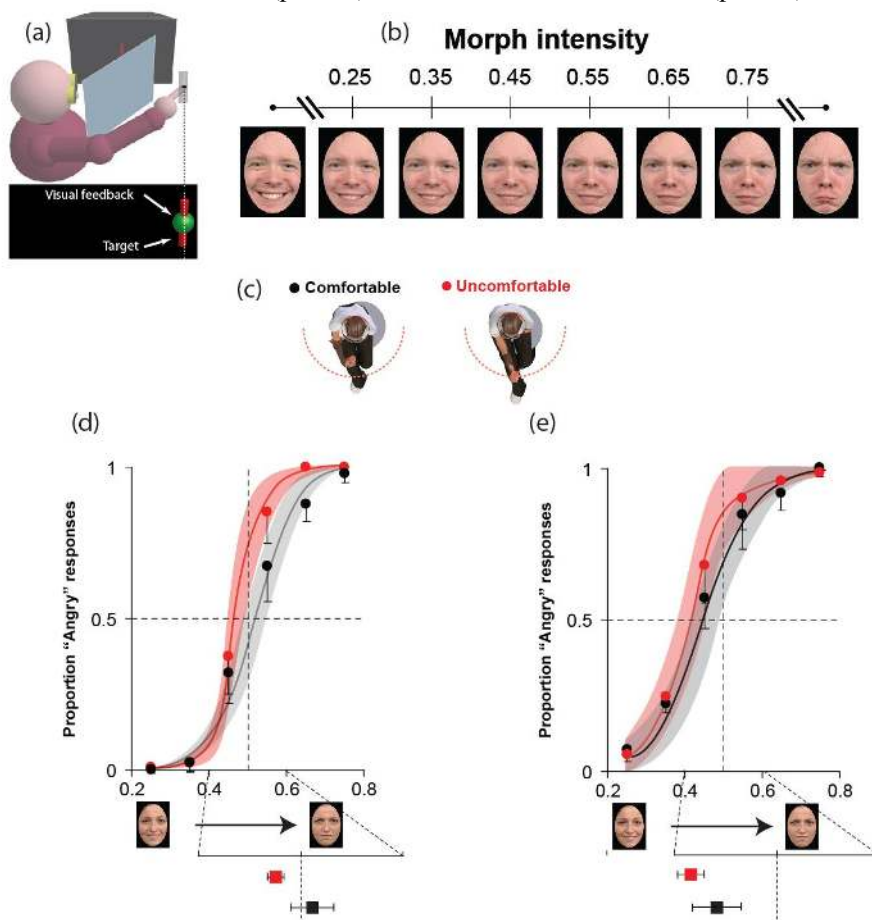 (a)
Visual feedback
Target
(b)
Morph intensity
0.25 0.35 0.45 0.55 0.65 0.75
(c)
Comfortable
Uncomfortable
(d)
Proportion “Angry” responses
1
0.5
0
0.2 0.4 0.6 0.8
(e)
Proportion “Angry” responses
1
0.5
0
0.2 0.4 0.6 0.8